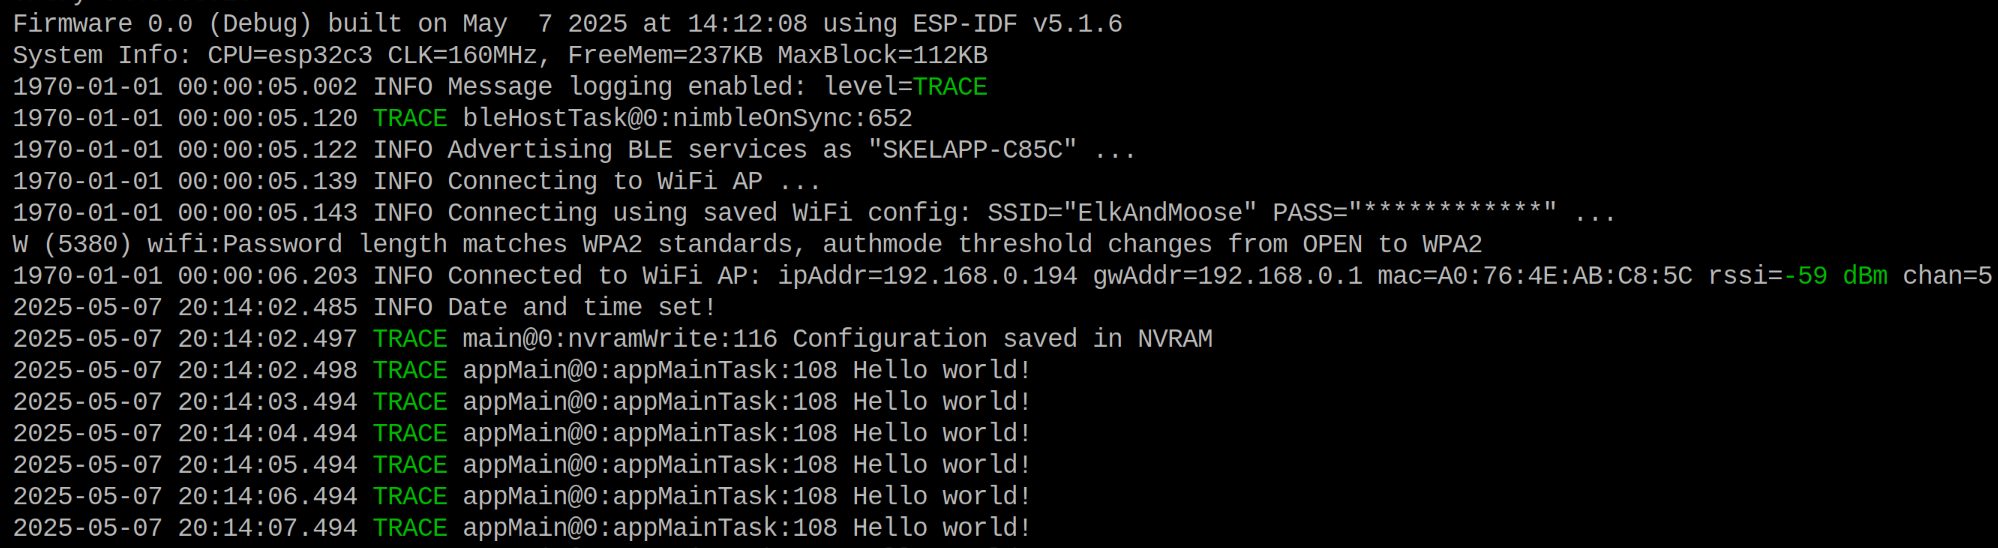 Firmware 0.0 (Debug) built on May  7 2025 at 14:12:08 using ESP-IDF v5.1.6
System Info: CPU=esp32c3 CLK=160MHz, FreeMem=237KB MaxBlock=112KB
1970-01-01 00:00:05.002 INFO Message logging enabled: level=TRACE
1970-01-01 00:00:05.120 TRACE bleHostTask@0:nimbleOnSync:652
1970-01-01 00:00:05.122 INFO Advertising BLE services as "SKELAPP-C85C" ...
1970-01-01 00:00:05.139 INFO Connecting to WiFi AP ...
1970-01-01 00:00:05.143 INFO Connecting using saved WiFi config: SSID="ElkAndMoose" PASS="************" ...
W (5380) wifi:Password length matches WPA2 standards, authmode threshold changes from OPEN to WPA2
1970-01-01 00:00:06.203 INFO Connected to WiFi AP: ipAddr=192.168.0.194 gwAddr=192.168.0.1 mac=A0:76:4E:AB:C8:5C rssi=-59 dBm chan=5
2025-05-07 20:14:02.485 INFO Date and time set!
2025-05-07 20:14:02.497 TRACE main@0:nvramWrite:116 Configuration saved in NVRAM
2025-05-07 20:14:02.498 TRACE appMain@0:appMainTask:108 Hello world!
2025-05-07 20:14:03.494 TRACE appMain@0:appMainTask:108 Hello world!
2025-05-07 20:14:04.494 TRACE appMain@0:appMainTask:108 Hello world!
2025-05-07 20:14:05.494 TRACE appMain@0:appMainTask:108 Hello world!
2025-05-07 20:14:06.494 TRACE appMain@0:appMainTask:108 Hello world!
2025-05-07 20:14:07.494 TRACE appMain@0:appMainTask:108 Hello world!